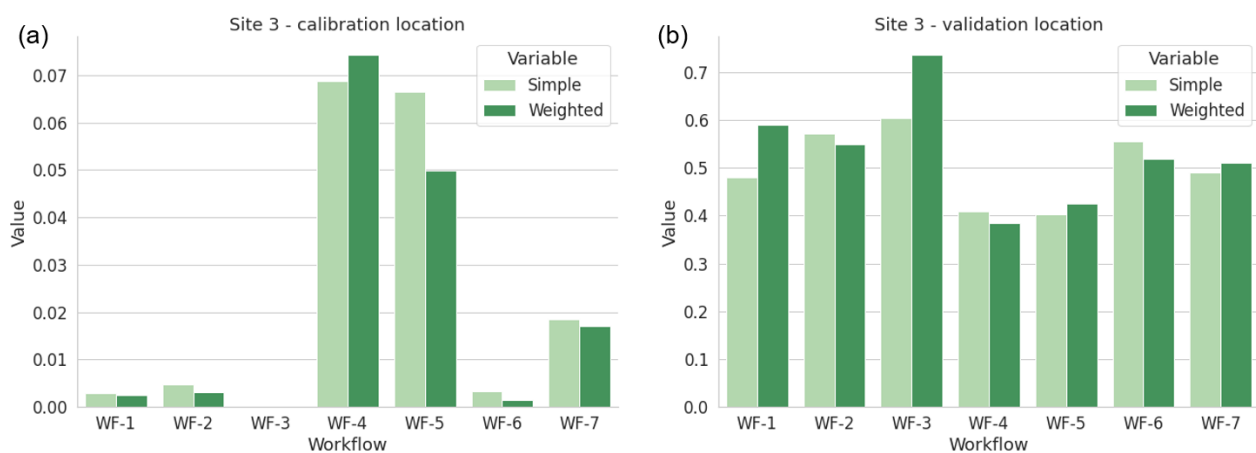 (a)
Site 3 - calibration location
Variable
Simple
Weighted
Value
0.07
0.06
0.05
0.04
0.03
0.02
0.01
0.00
WF-1 WF-2 WF-3 WF-4 WF-5 WF-6 WF-7
Workflow
(b)
Site 3 - validation location
Variable
Simple
Weighted
Value
0.7
0.6
0.5
0.4
0.3
0.2
0.1
0.0
WF-1 WF-2 WF-3 WF-4 WF-5 WF-6 WF-7
Workflow